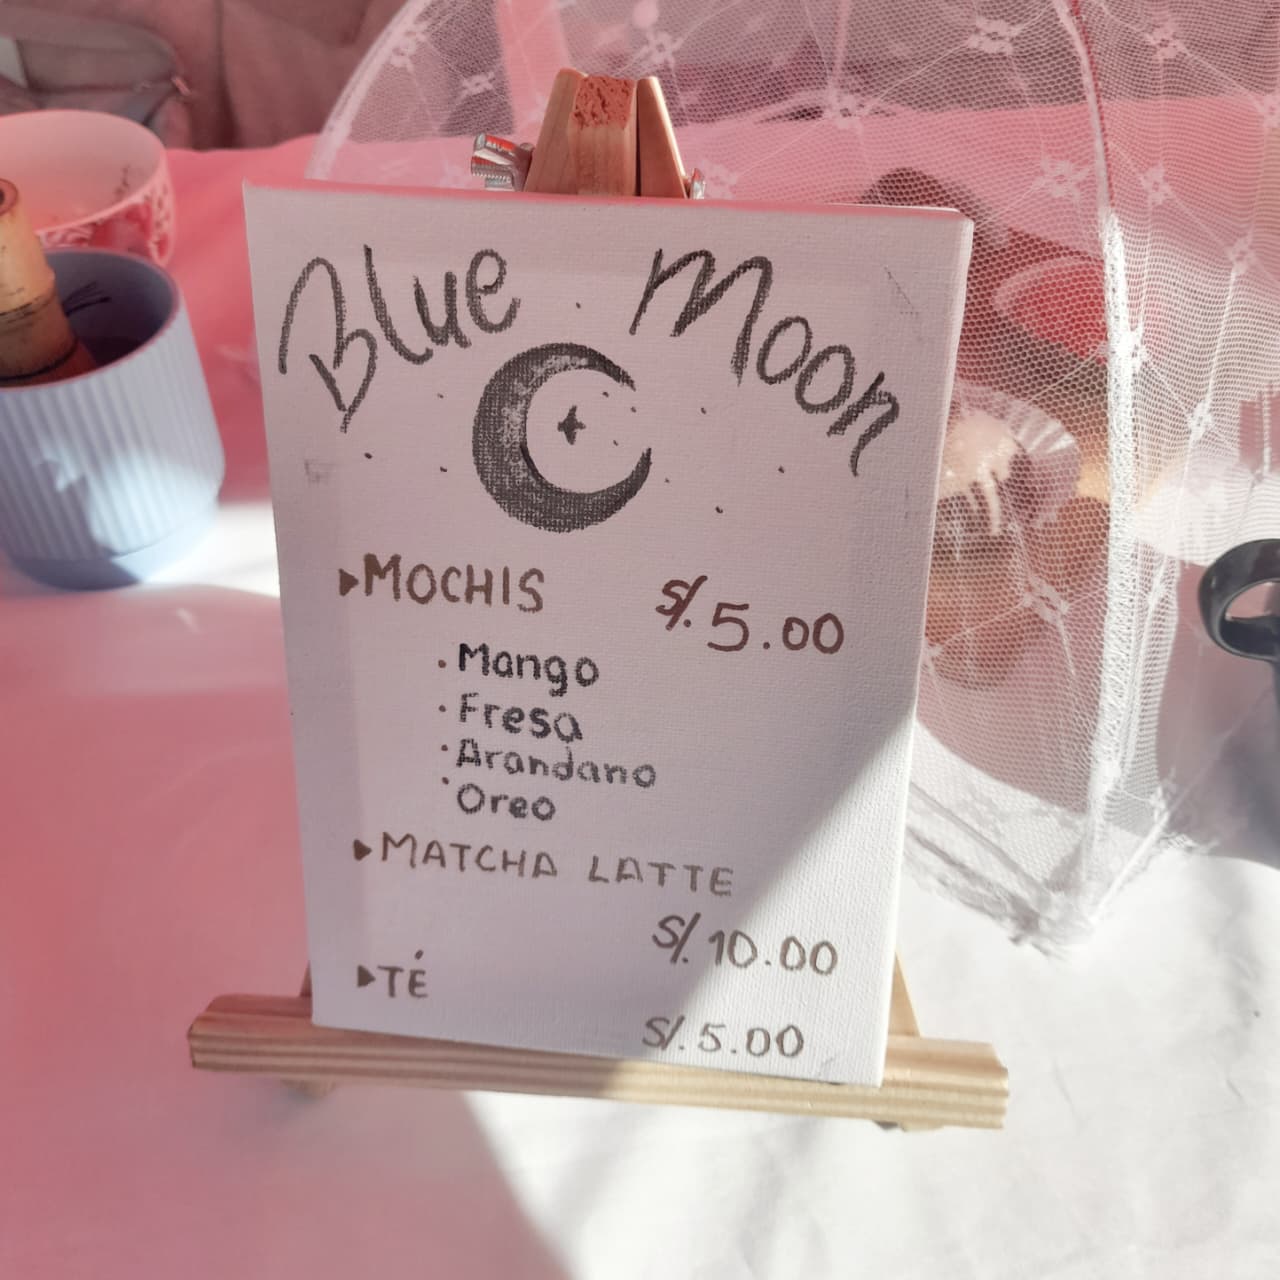 Blue Moon
MOCHIS S/.5.00
. Mango
. Fresa
. Arandano
. Oreo
MATCHA LATTE
S/.10.00
TÉ
S/.5.00